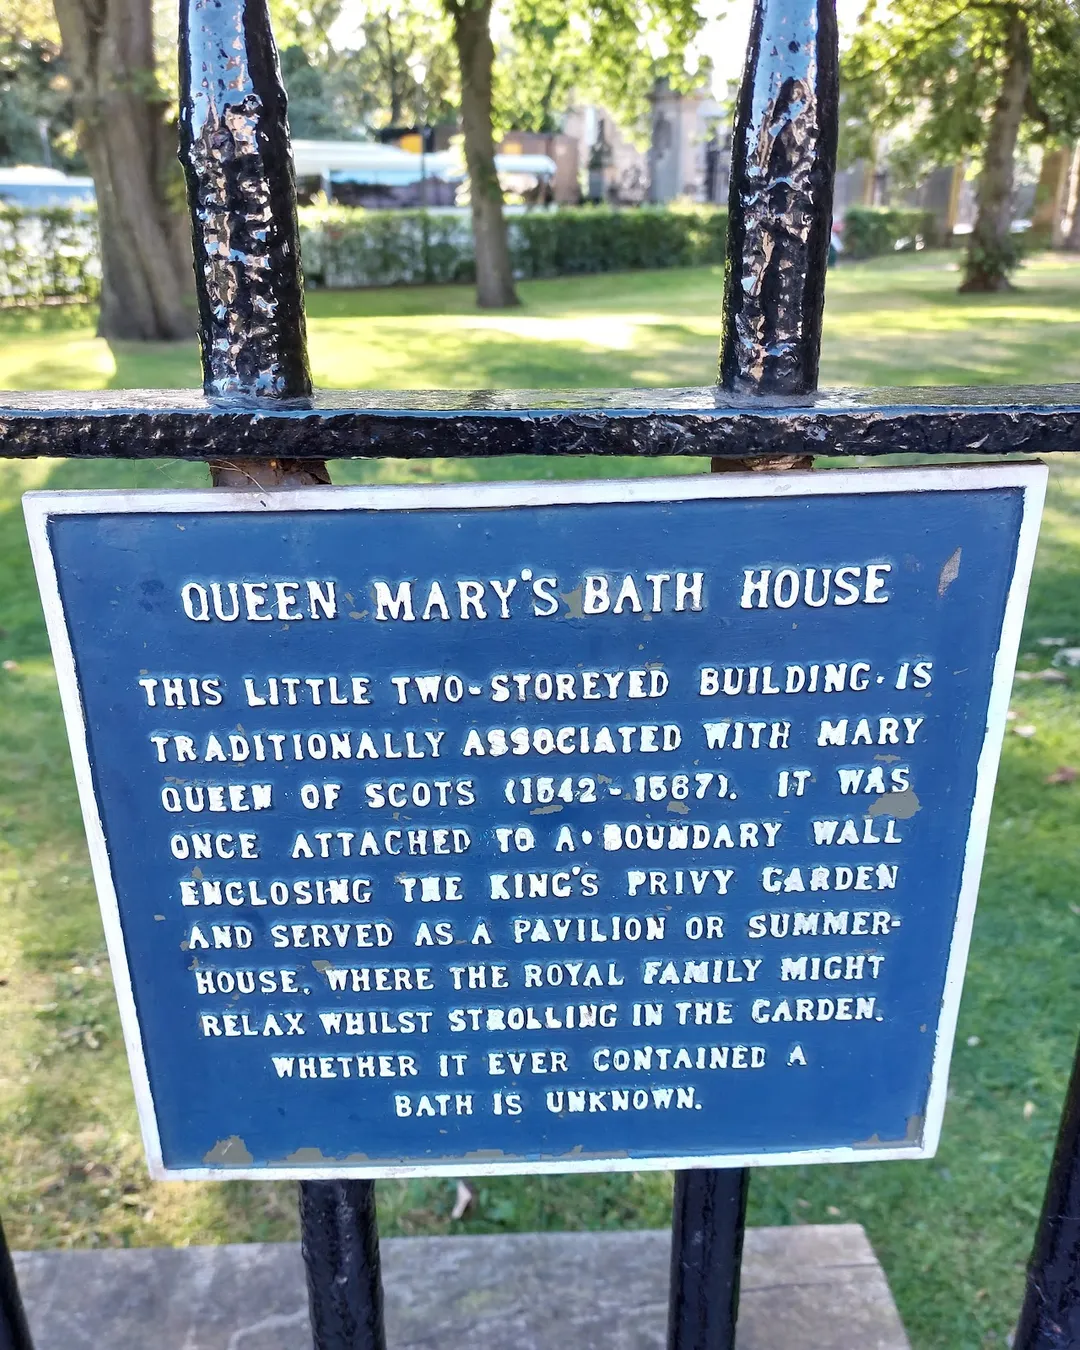 QUEEN MARY'S BATH HOUSE
THIS LITTLE TWO-STOREYED BUILDING IS
TRADITIONALLY ASSOCIATED WITH MARY
QUEEN OF SCOTS (1542-1567). IT WAS
ONCE ATTACHED TO A BOUNDARY WALL
ENCLOSING THE KING'S PRIVY GARDEN
AND SERVED AS A PAVILION OR SUMMER-
HOUSE, WHERE THE ROYAL FAMILY MIGHT
RELAX WHILST STROLLING IN THE GARDEN.
WHETHER IT EVER CONTAINED A
BATH IS UNKNOWN.